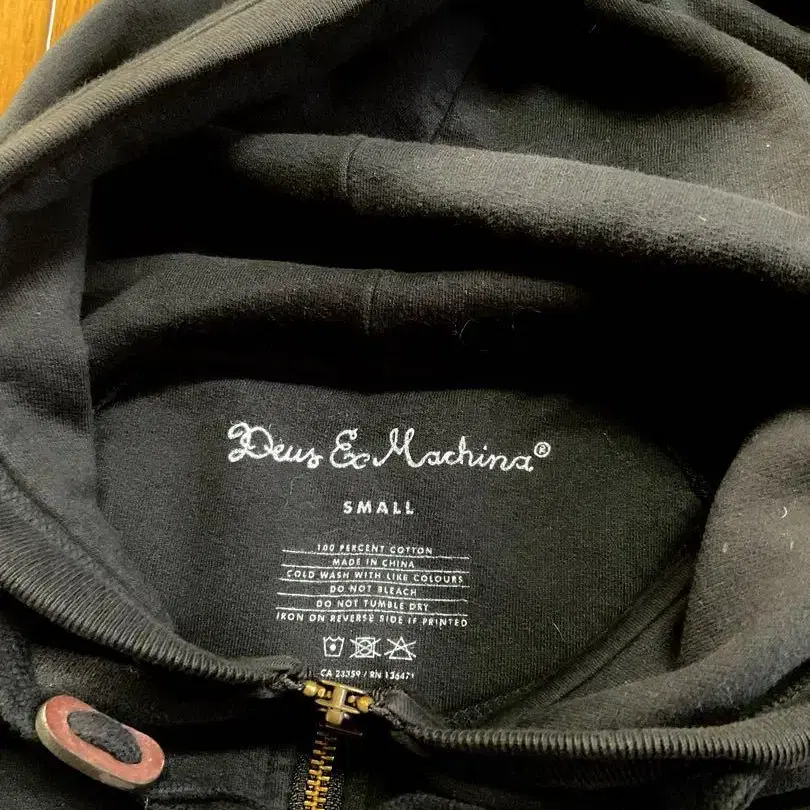 Deus Ex Machina®
SMALL
100 PERCENT COTTON
MADE IN CHINA
COLD WASH WITH LIKE COLOURS
DO NOT BLEACH
DO NOT TUMBLE DRY
IRON ON REVERSE SIDE IF PRINTED
CA 23359 / RN